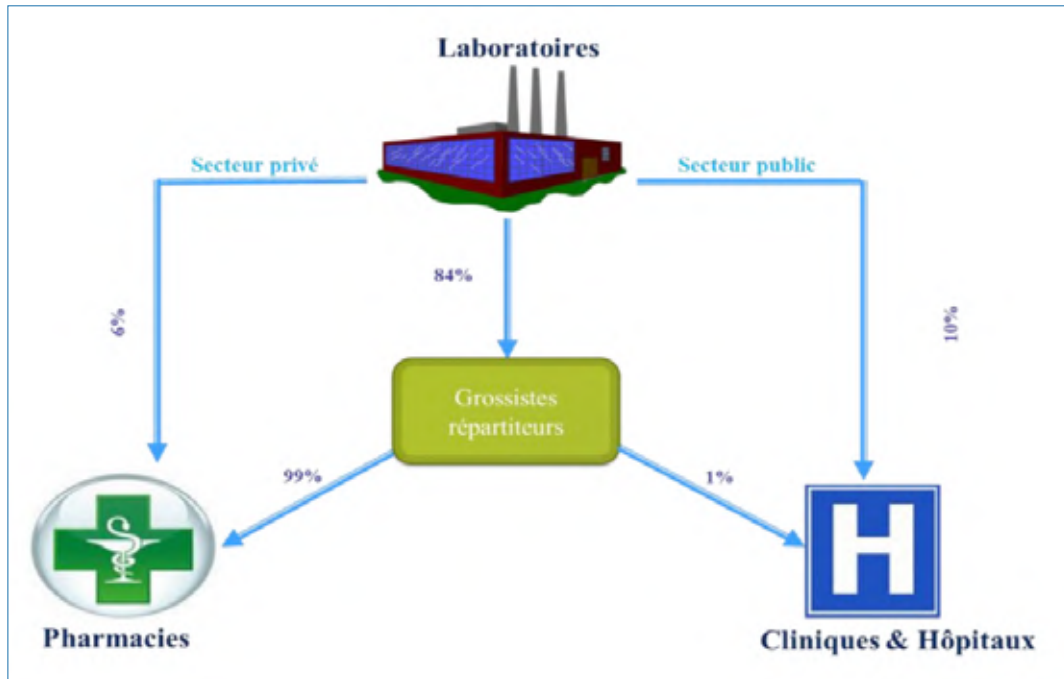 Laboratoires
Secteur privé
Secteur public
84%
6%
10%
Grossistes
répartiteurs
99%
1%
H
Pharmacies
Cliniques & Hôpitaux